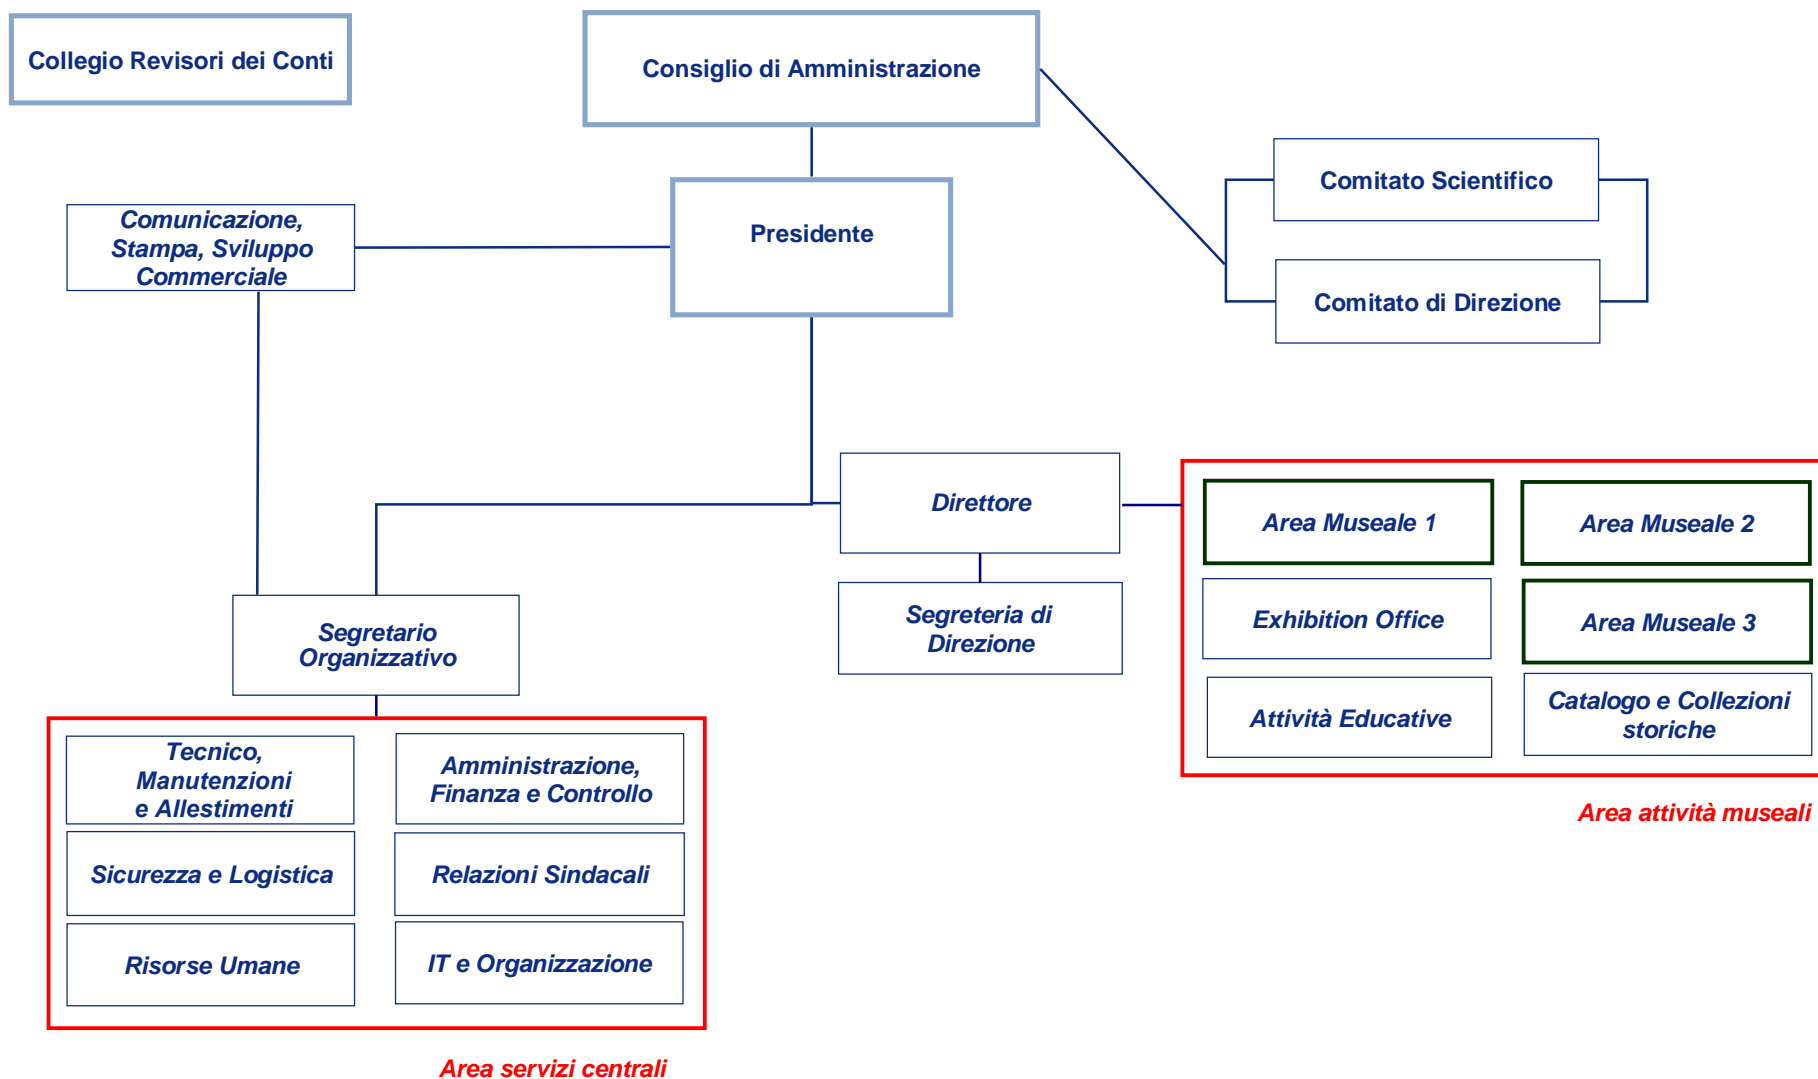 Collegio Revisori dei Conti
Consiglio di Amministrazione
Comitato Scientifico
Comunicazione,
Stampa, Sviluppo
Commerciale
Presidente
Comitato di Direzione
Direttore
Area Museale 1
Area Museale 2
Segreteria di
Direzione
Exhibition Office
Area Museale 3
Segretario
Organizzativo
Attività Educative
Catalogo e Collezioni
storiche
Tecnico,
Manutenzioni
e Allestimenti
Amministrazione,
Finanza e Controllo
Area attività museali
Sicurezza e Logistica
Relazioni Sindacali
Risorse Umane
IT e Organizzazione
Area servizi centrali